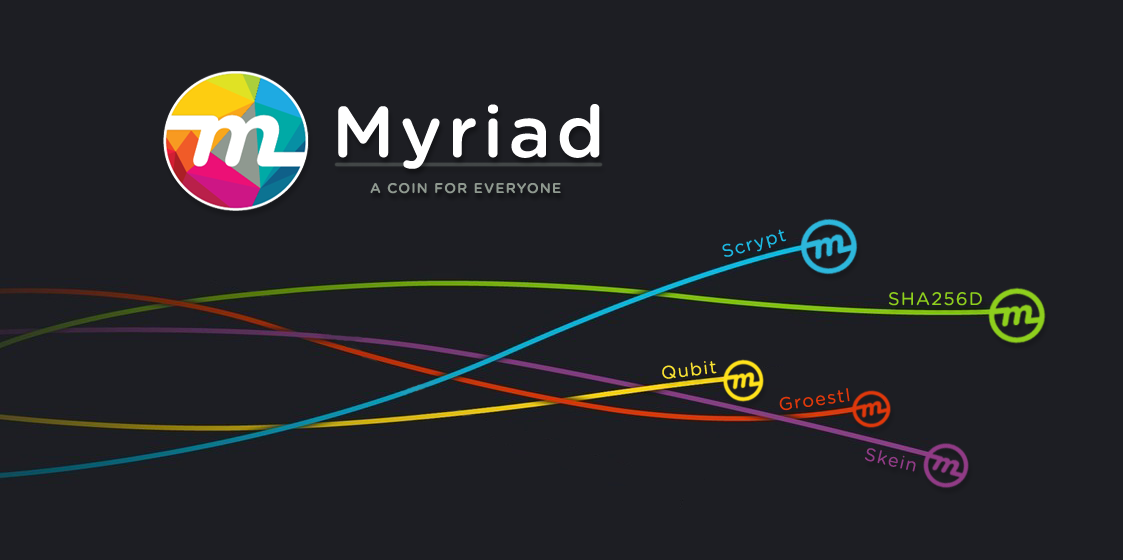 m
Myriad
A COIN FOR EVERYONE
Scrypt
m
SHA256D
m
Qubit
m
Groestl
m
Skein
m